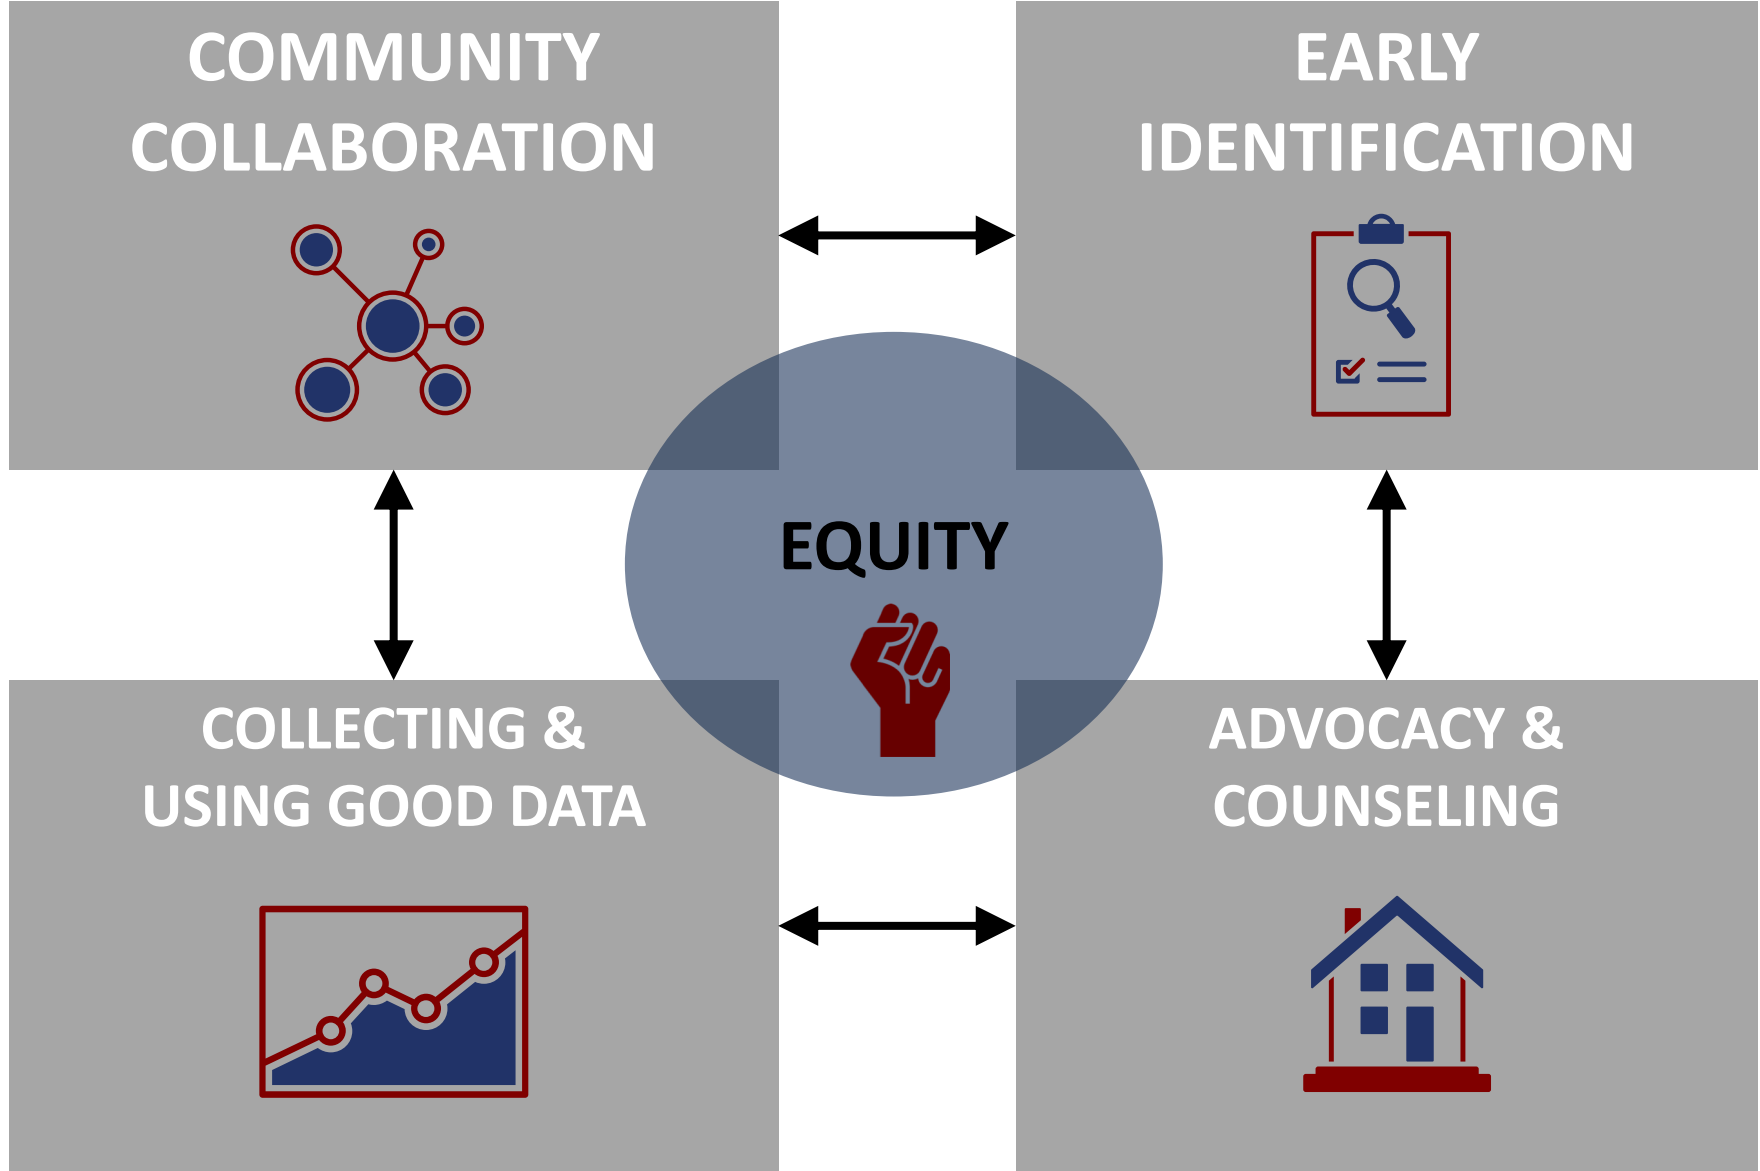 COMMUNITY
COLLABORATION
EARLY
IDENTIFICATION
EQUITY
COLLECTING &
USING GOOD DATA
ADVOCACY &
COUNSELING